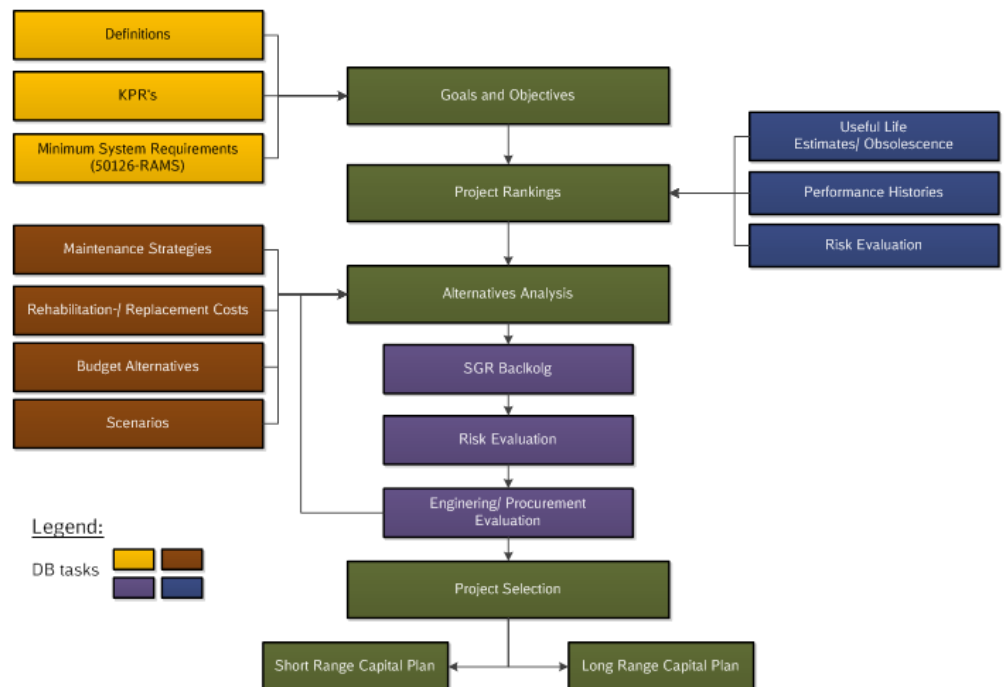 Definitions
KPR's
Minimum System Requirements
(50126-RAMS)
Goals and Objectives
Useful Life
Estimates/ Obsolescence
Project Rankings
Performance Histories
Risk Evaluation
Maintenance Strategies
Rehabilitation-/ Replacement Costs
Budget Alternatives
Scenarios
Alternatives Analysis
SGR Baclkolg
Risk Evaluation
Enginering/ Procurement
Evaluation
Legend:
DB tasks
Project Selection
Short Range Capital Plan
Long Range Capital Plan